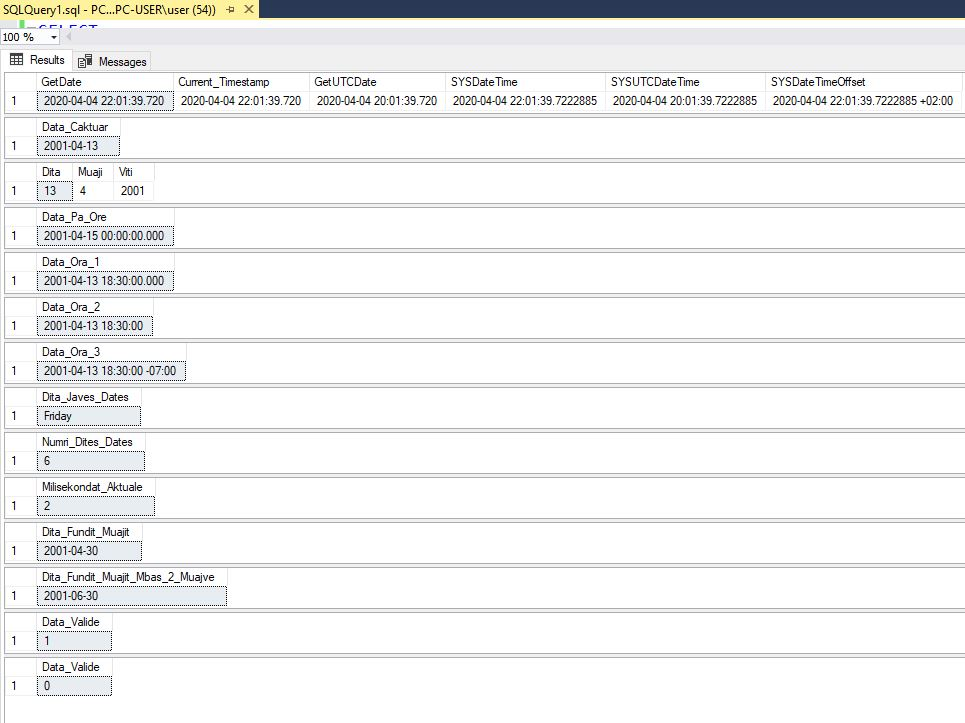 SQLQuery1.sql - PC...PC-USER\user (54))
SELECT
100 %
Results Messages
GetDate Current_Timestamp GetUTCDate SYSDateTime SYSUTCDateTime SYSDateTimeOffset
1 2020-04-04 22:01:39.720 2020-04-04 22:01:39.720 2020-04-04 20:01:39.720 2020-04-04 22:01:39.7222885 2020-04-04 20:01:39.7222885 2020-04-04 22:01:39.7222885 +02:00
Data_Caktuar
1 2001-04-13
Dita Muaji Viti
1 13 4 2001
Data_Pa_Ore
1 2001-04-15 00:00:00.000
Data_Ora_1
1 2001-04-13 18:30:00.000
Data_Ora_2
1 2001-04-13 18:30:00
Data_Ora_3
1 2001-04-13 18:30:00 -07:00
Dita_Javes_Dates
1 Friday
Numri_Dites_Dates
1 6
Milisekondat_Aktuale
1 2
Dita_Fundit_Muajit
1 2001-04-30
Dita_Fundit_Muajit_Mbas_2_Muajve
1 2001-06-30
Data_Valide
1 1
Data_Valide
1 0